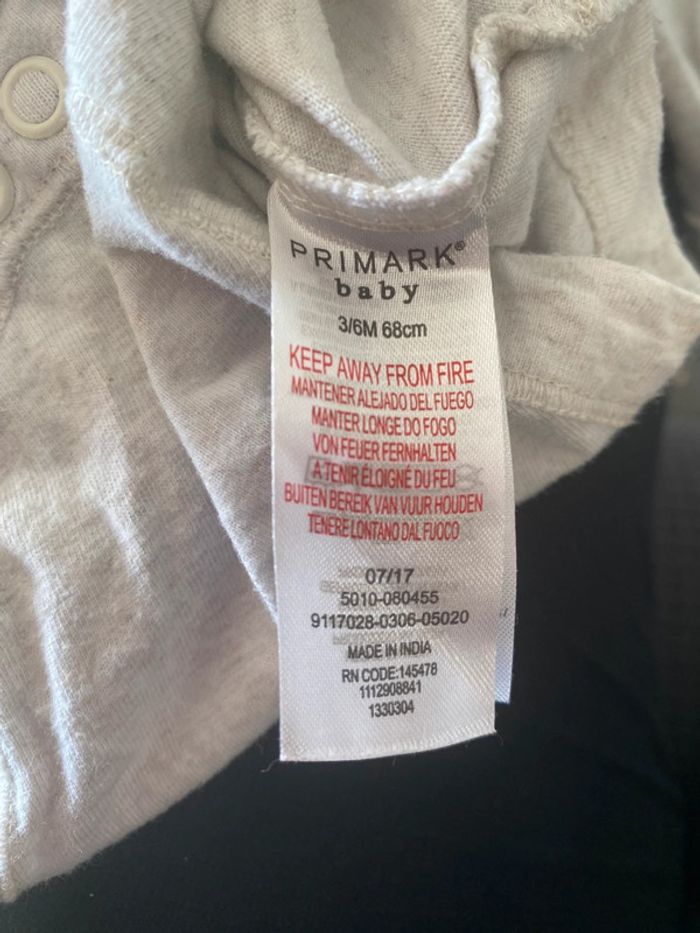 PRIMARK®
baby
3/6M 68cm
KEEP AWAY FROM FIRE
MANTENER ALEJADO DEL FUEGO
MANTER LONGE DO FOGO
VON FEUER FERNHALTEN
A TENIR ÉLOIGNÉ DU FEU
BUITEN BEREIK VAN VUUR HOUDEN
TENERE LONTANO DAL FUOCO
07/17
5010-080455
9117028-0306-05020
MADE IN INDIA
RN CODE:145478
1112908841
1330304